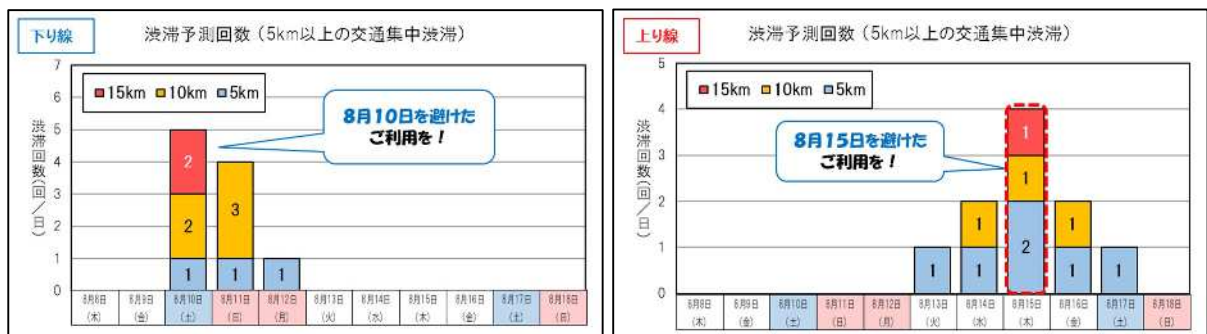 下り線
渋滞予測回数（5km以上の交通集中渋滞）
渋滞回数(回/日)
7
6
5
4
3
2
1
0
■15km ■10km ■5km
8月10日を避けた
ご利用を！
2
2
1
3
1
1
8月8日 8月9日 8月10日 8月11日 8月12日 8月13日 8月14日 8月15日 8月16日 8月17日 8月18日
（木） （金） （土） （日） （月） （火） （水） （木） （金） （土） （日）
上り線
渋滞予測回数（5km以上の交通集中渋滞）
渋滞回数(回/日)
5
4
3
2
1
0
■15km ■10km ■5km
8月15日を避けた
ご利用を！
1
1
1
1
1
2
1
1
1
8月8日 8月9日 8月10日 8月11日 8月12日 8月13日 8月14日 8月15日 8月16日 8月17日 8月18日
（木） （金） （土） （日） （月） （火） （水） （木） （金） （土） （日）